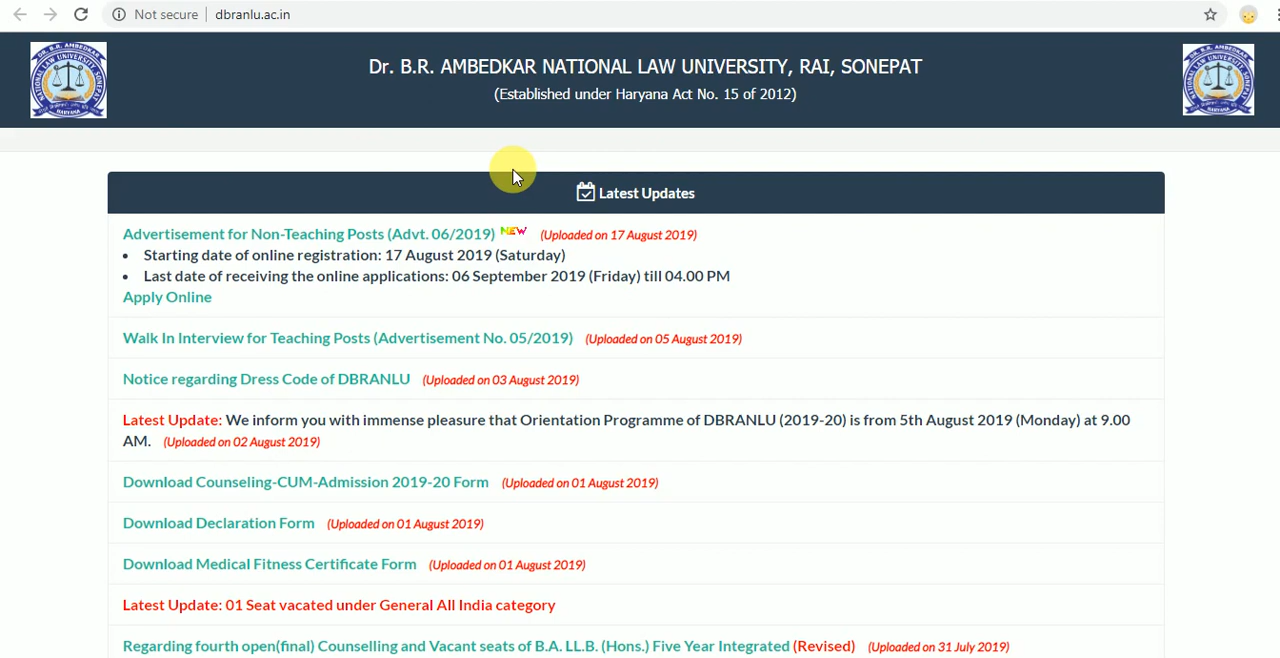 Not secure | dbranlu.ac.in
Dr. B.R. AMBEDKAR NATIONAL LAW UNIVERSITY, RAI, SONEPAT
(Established under Haryana Act No. 15 of 2012)
Latest Updates
Advertisement for Non-Teaching Posts (Advt. 06/2019) NEW (Uploaded on 17 August 2019)
• Starting date of online registration: 17 August 2019 (Saturday)
• Last date of receiving the online applications: 06 September 2019 (Friday) till 04.00 PM
Apply Online
Walk In Interview for Teaching Posts (Advertisement No. 05/2019) (Uploaded on 05 August 2019)
Notice regarding Dress Code of DBRANLU (Uploaded on 03 August 2019)
Latest Update: We inform you with immense pleasure that Orientation Programme of DBRANLU (2019-20) is from 5th August 2019 (Monday) at 9.00
AM. (Uploaded on 02 August 2019)
Download Counseling-CUM-Admission 2019-20 Form (Uploaded on 01 August 2019)
Download Declaration Form (Uploaded on 01 August 2019)
Download Medical Fitness Certificate Form (Uploaded on 01 August 2019)
Latest Update: 01 Seat vacated under General All India category
Regarding fourth open(final) Counselling and Vacant seats of B.A. LL.B. (Hons.) Five Year Integrated (Revised) (Uploaded on 31 July 2019)